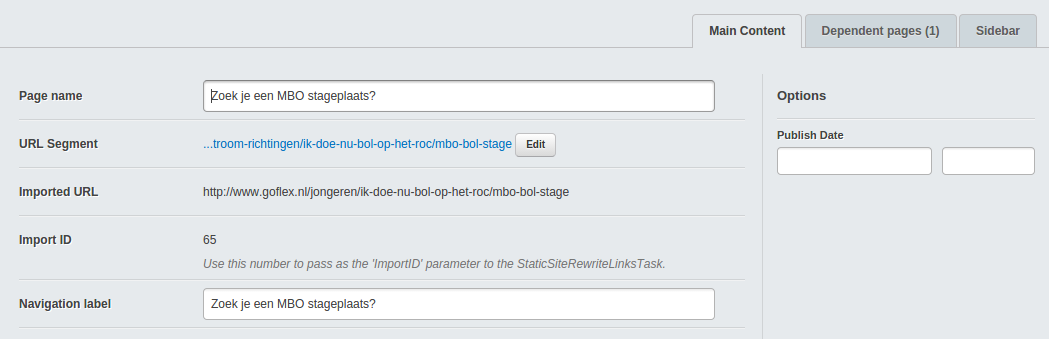 Main Content
Dependent pages (1)
Sidebar
Page name
Zoek je een MBO stageplaats?
URL Segment
...troom-richtingen/ik-doe-nu-bol-op-het-roc/mbo-bol-stage
Edit
Imported URL
http://www.goflex.nl/jongeren/ik-doe-nu-bol-op-het-roc/mbo-bol-stage
Import ID
65
Use this number to pass as the 'ImportID' parameter to the StaticSiteRewriteLinksTask.
Navigation label
Zoek je een MBO stageplaats?
Options
Publish Date